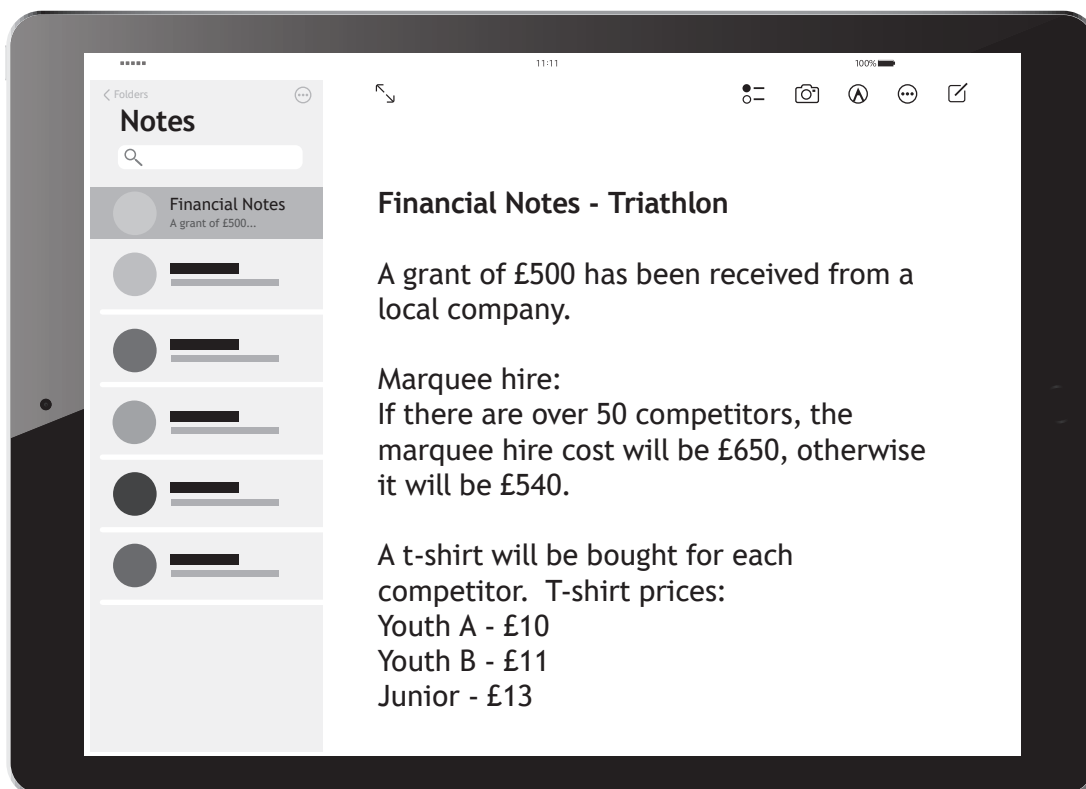 11:11
100%
Folders
Notes
Financial Notes
A grant of £500...
Financial Notes - Triathlon
A grant of £500 has been received from a
local company.
Marquee hire:
If there are over 50 competitors, the
marquee hire cost will be £650, otherwise
it will be £540.
A t-shirt will be bought for each
competitor.  T-shirt prices:
Youth A - £10
Youth B - £11
Junior - £13